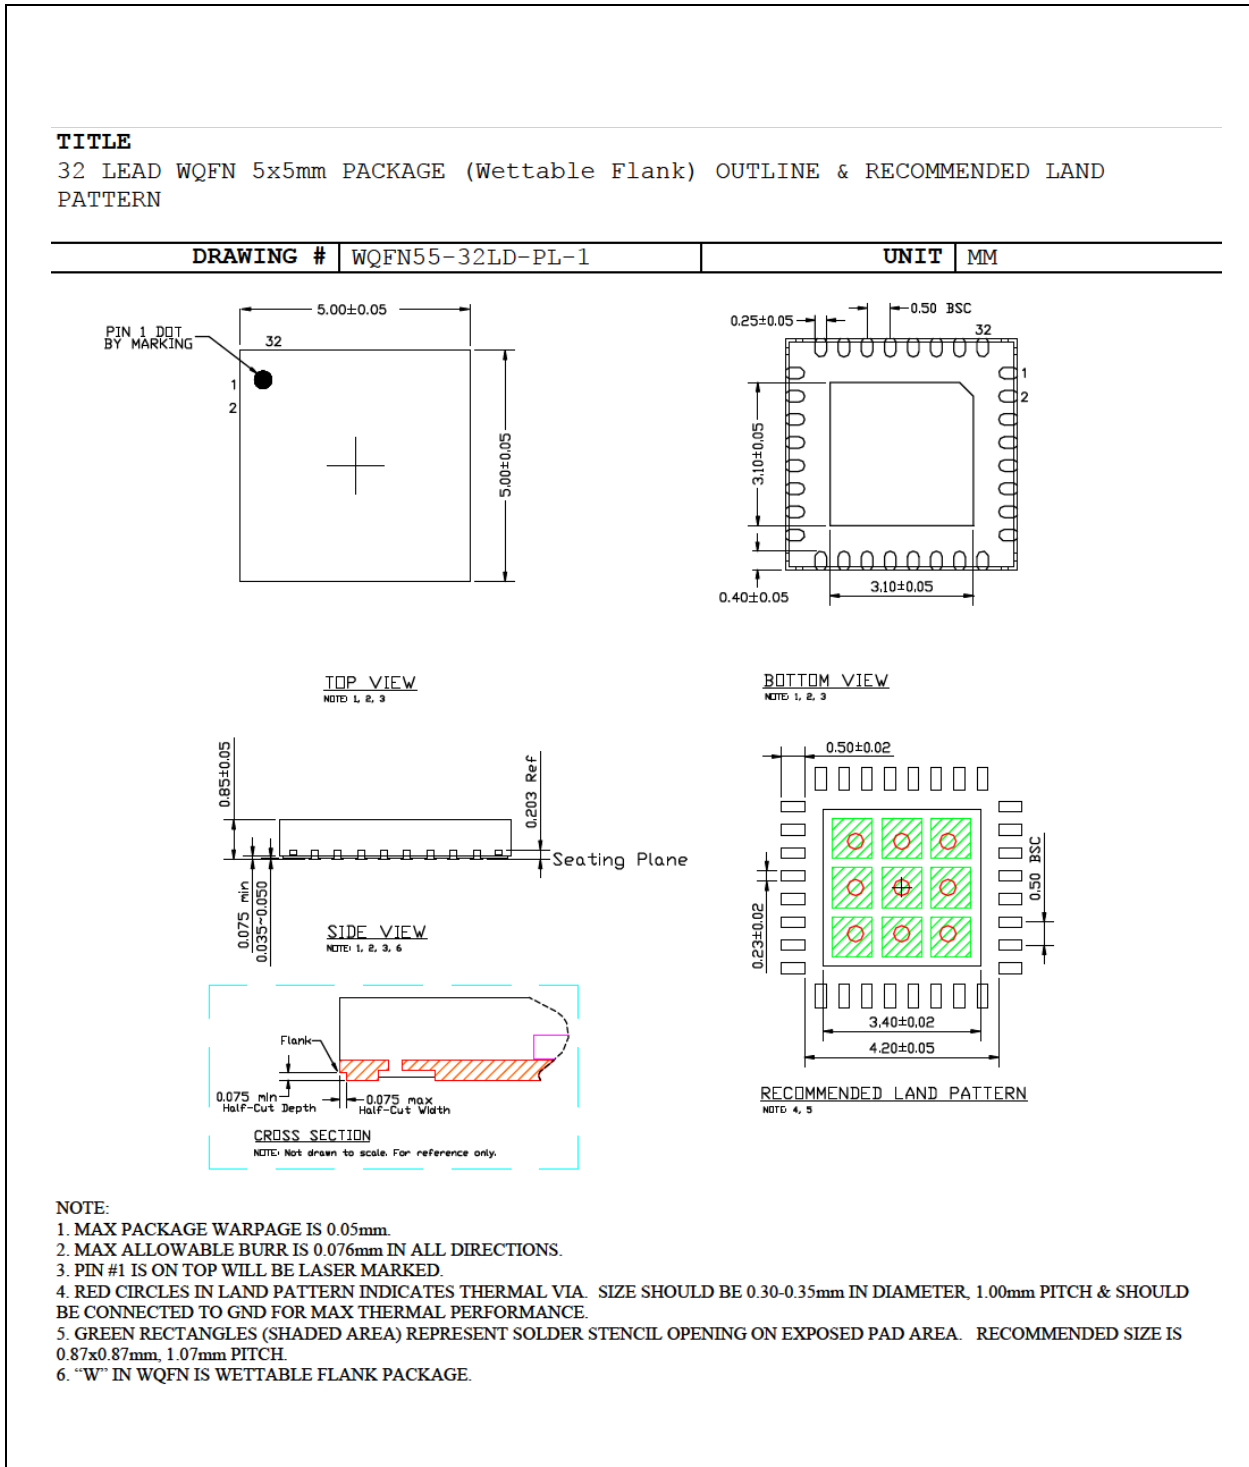 TITLE
32 LEAD WQFN 5x5mm PACKAGE (Wettable Flank) OUTLINE & RECOMMENDED LAND
PATTERN
DRAWING # WQFN55-32LD-PL-1 UNIT MM
5.00±0.05
PIN 1 DOT
BY MARKING
32
1
2
5.00±0.05
TOP VIEW
NOTE: 1, 2, 3
0.50 BSC
0.25±0.05
32
1
2
3.10±0.05
0.40±0.05
3.10±0.05
BOTTOM VIEW
NOTE: 1, 2, 3
0.85±0.05
0.203 Ref
Seating Plane
0.075 min
0.035~0.050
SIDE VIEW
NOTE: 1, 2, 3, 6
Flank
0.075 min
Half-Cut Depth
0.075 max
Half-Cut Width
CROSS SECTION
NOTE: Not drawn to scale. For reference only.
0.50±0.02
0.50 BSC
0.23±0.02
3.40±0.02
4.20±0.05
RECOMMENDED LAND PATTERN
NOTE: 4, 5
NOTE:
1. MAX PACKAGE WARPAGE IS 0.05mm.
2. MAX ALLOWABLE BURR IS 0.076mm IN ALL DIRECTIONS.
3. PIN #1 IS ON TOP WILL BE LASER MARKED.
4. RED CIRCLES IN LAND PATTERN INDICATES THERMAL VIA. SIZE SHOULD BE 0.30-0.35mm IN DIAMETER, 1.00mm PITCH & SHOULD
BE CONNECTED TO GND FOR MAX THERMAL PERFORMANCE.
5. GREEN RECTANGLES (SHADED AREA) REPRESENT SOLDER STENCIL OPENING ON EXPOSED PAD AREA. RECOMMENDED SIZE IS
0.87x0.87mm, 1.07mm PITCH.
6. “W” IN WQFN IS WETTABLE FLANK PACKAGE.